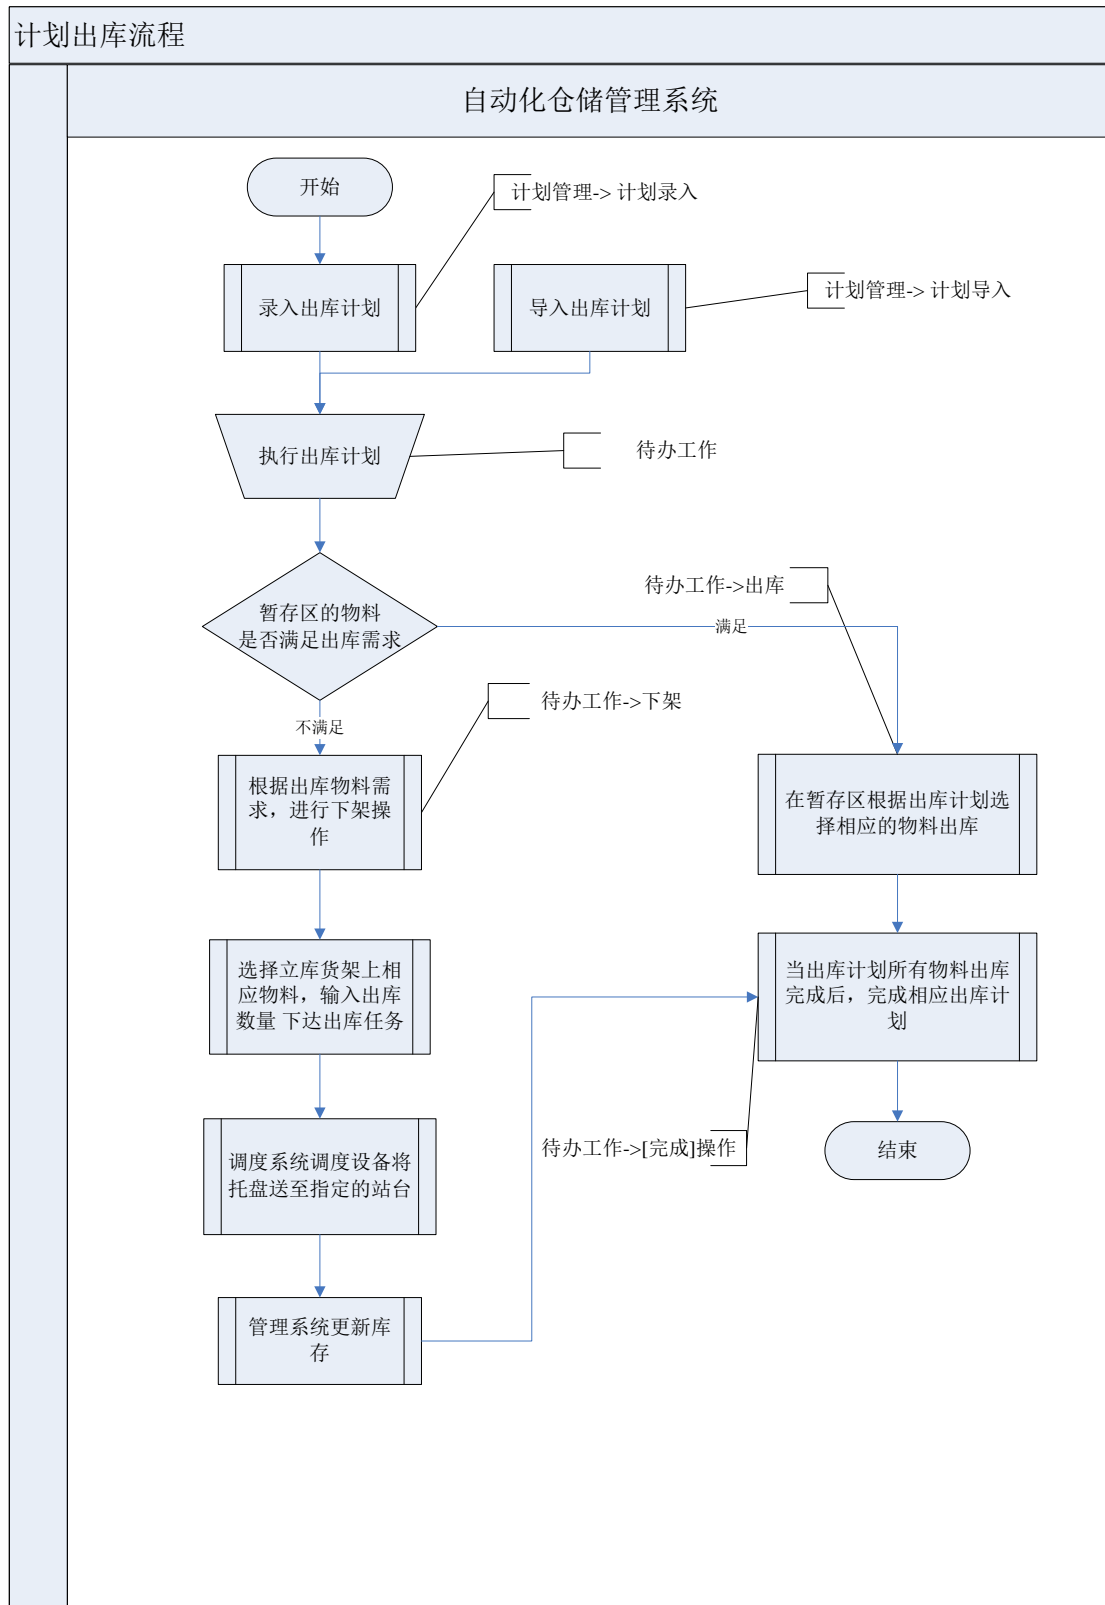 计划出库流程
自动化仓储管理系统
开始
计划管理-> 计划录入
录入出库计划
导入出库计划
计划管理-> 计划导入
执行出库计划
待办工作
暂存区的物料
是否满足出库需求
待办工作->出库
满足
不满足
待办工作->下架
根据出库物料需
求，进行下架操
作
在暂存区根据出库计划选
择相应的物料出库
选择立库货架上相
应物料，输入出库
数量 下达出库任务
当出库计划所有物料出库
完成后，完成相应出库计
划
调度系统调度设备将
托盘送至指定的站台
待办工作->[完成]操作
结束
管理系统更新库
存